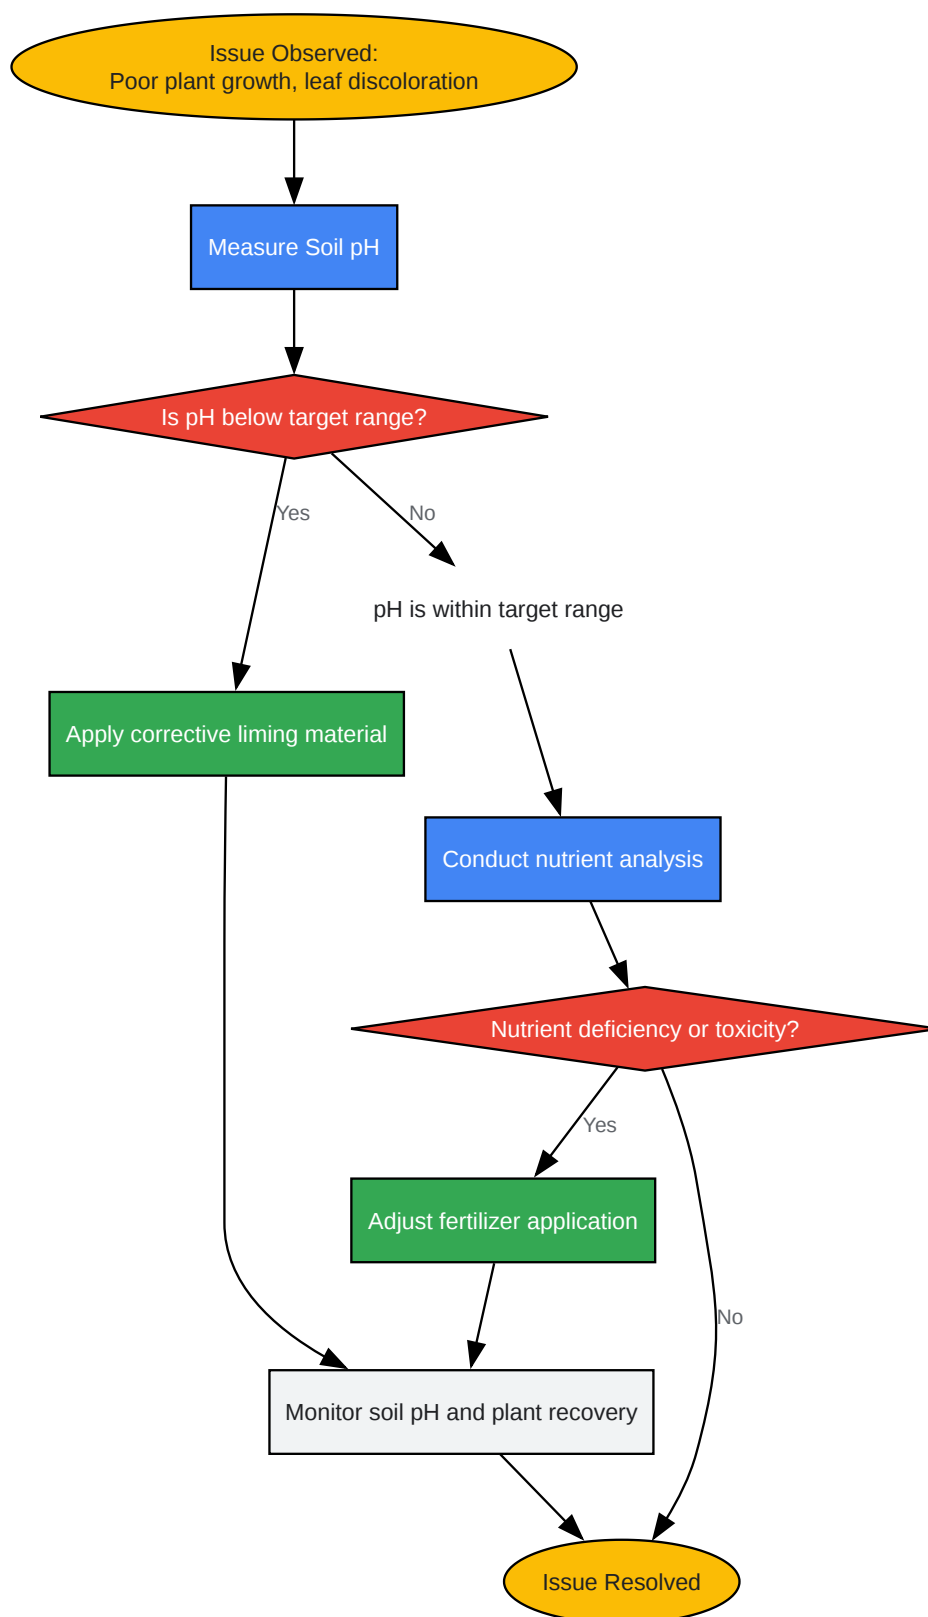 Issue Observed:
Poor plant growth, leaf discoloration
Measure Soil pH
Is pH below target range?
Yes
No
pH is within target range
Apply corrective liming material
Conduct nutrient analysis
Nutrient deficiency or toxicity?
Yes
Adjust fertilizer application
No
Monitor soil pH and plant recovery
Issue Resolved